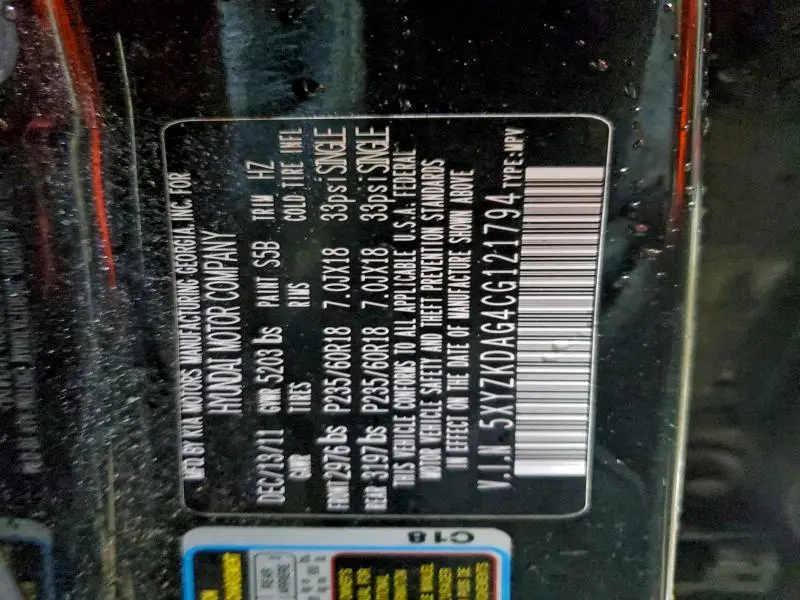 MFD BY KIA MOTORS MANUFACTURING GEORGIA, INC. FOR
HYUNDAI MOTOR COMPANY
DEC/13/11 GVWR 5203 lbs PAINT S5B TRIM HZ
GAWR TIRES RIMS COLD TIRE INFL
FRONT 2976 lbs P235/60R18 7.0JX18 33psi SINGLE
REAR 3197 lbs P235/60R18 7.0JX18 33psi SINGLE
THIS VEHICLE CONFORMS TO ALL APPLICABLE U.S.A. FEDERAL
MOTOR VEHICLE SAFETY AND THEFT PREVENTION STANDARDS
IN EFFECT ON THE DATE OF MANUFACTURE SHOWN ABOVE
V.I.N. 5XYZKDAG4CG121794 TYPE:MPV
C18
REAR
ARRIERE